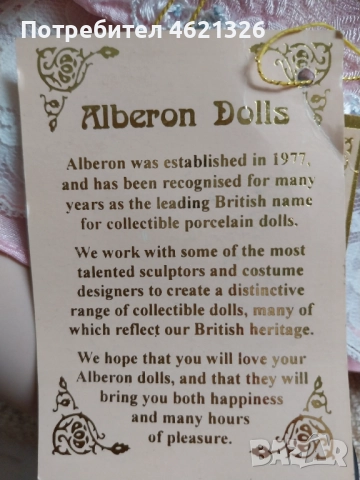 Потребител 4621326
Alberon Dolls
Alberon was established in 1977,
and has been recognised for many
years as the leading British name
for collectible porcelain dolls.
We work with some of the most
talented sculptors and costume
designers to create a distinctive
range of collectible dolls, many of
which reflect our British heritage.
We hope that you will love your
Alberon dolls, and that they will
bring you both happiness
and many hours
of pleasure.
BAZAR